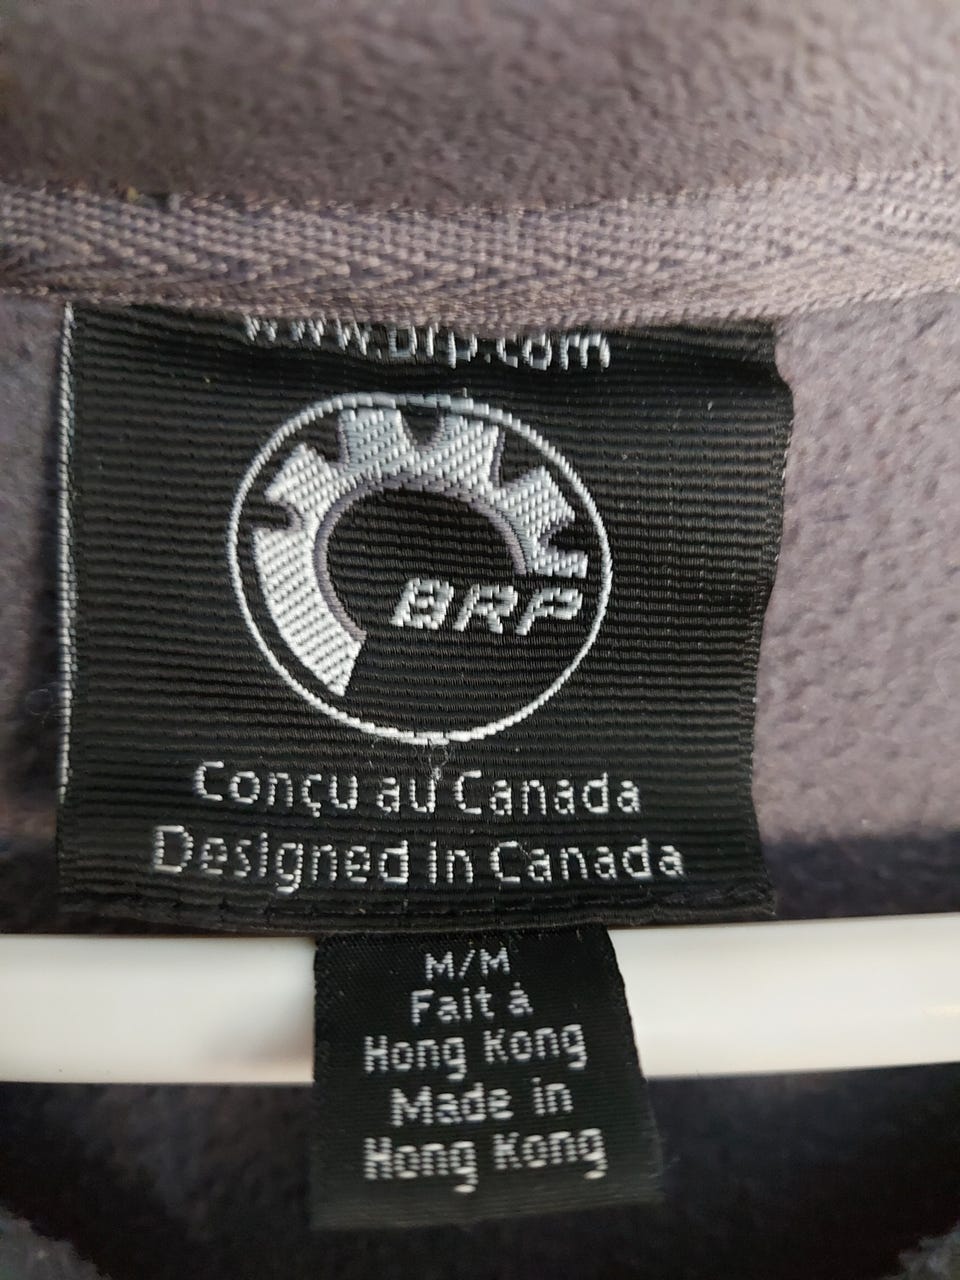 www.brp.com
BRP
Conçu au Canada
Designed in Canada
M/M
Fait à
Hong Kong
Made in
Hong Kong